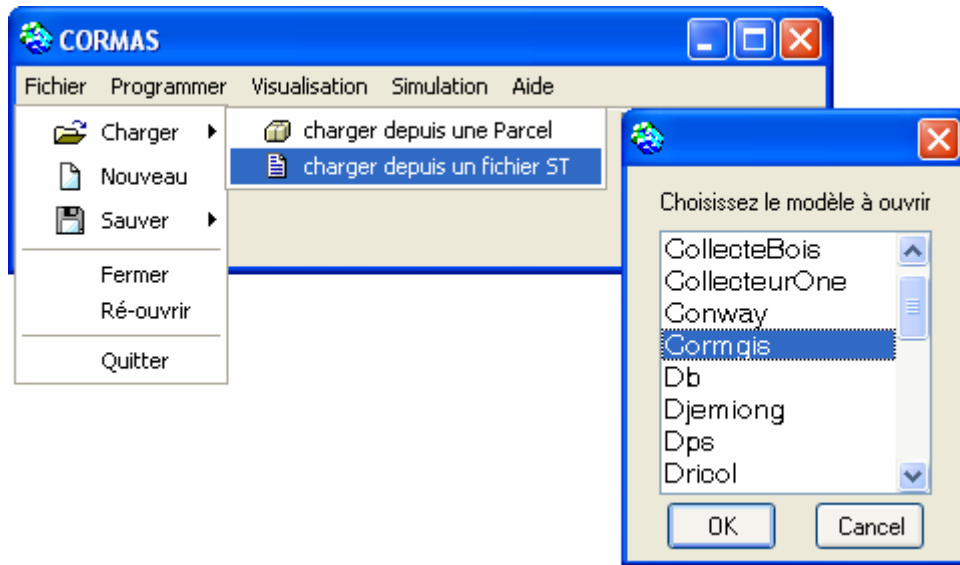 CORMAS
Fichier Programmer Visualisation Simulation Aide
Charger
Nouveau
Sauver
Fermer
Ré-ouvrir
Quitter
charger depuis une Parcel
charger depuis un fichier ST
Choisissez le modèle à ouvrir
CollecteBois
CollecteurOne
Conway
Cormgis
Db
Djemiong
Dps
Dricol
OK Cancel